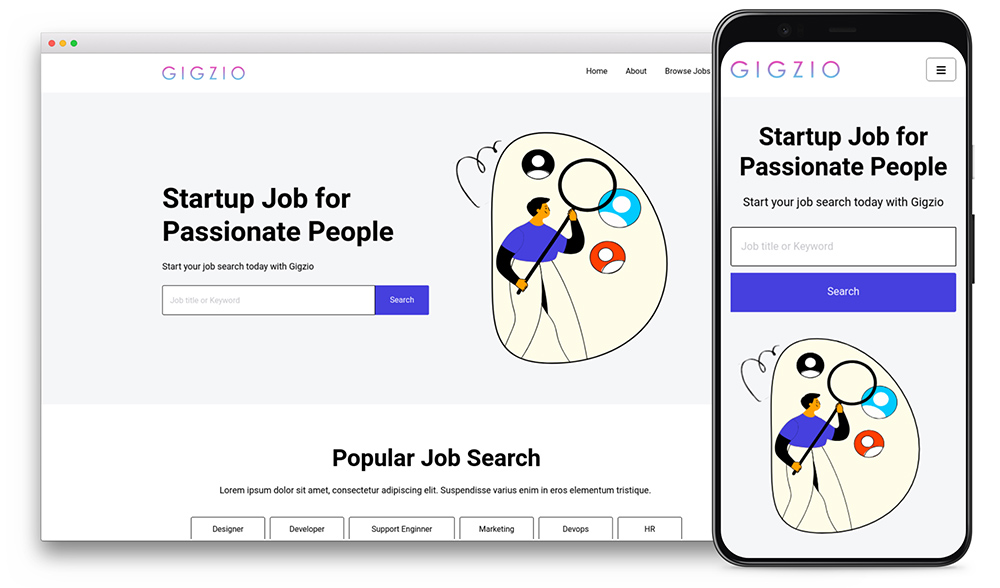 GIGZIO
Home About Browse Jobs
Startup Job for
Passionate People
Start your job search today with Gigzio
Job title or Keyword
Search
Popular Job Search
Lorem ipsum dolor sit amet, consectetur adipiscing elit. Suspendisse varius enim in eros elementum tristique.
Designer Developer Support Enginner Marketing Devops HR
GIGZIO
Startup Job for
Passionate People
Start your job search today with Gigzio
Job title or Keyword
Search